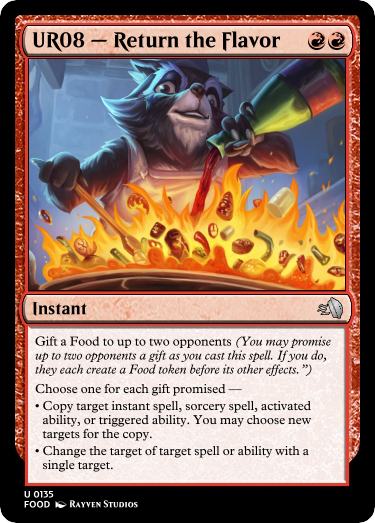 UR08 — Return the Flavor
Instant
Gift a Food to up to two opponents (You may promise
up to two opponents a gift as you cast this spell. If you do,
they each create a Food token before its other effects.”)
Choose one for each gift promised —
• Copy target instant spell, sorcery spell, activated
ability, or triggered ability. You may choose new
targets for the copy.
• Change the target of target spell or ability with a
single target.
U 0135
FOOD Rayven Studios